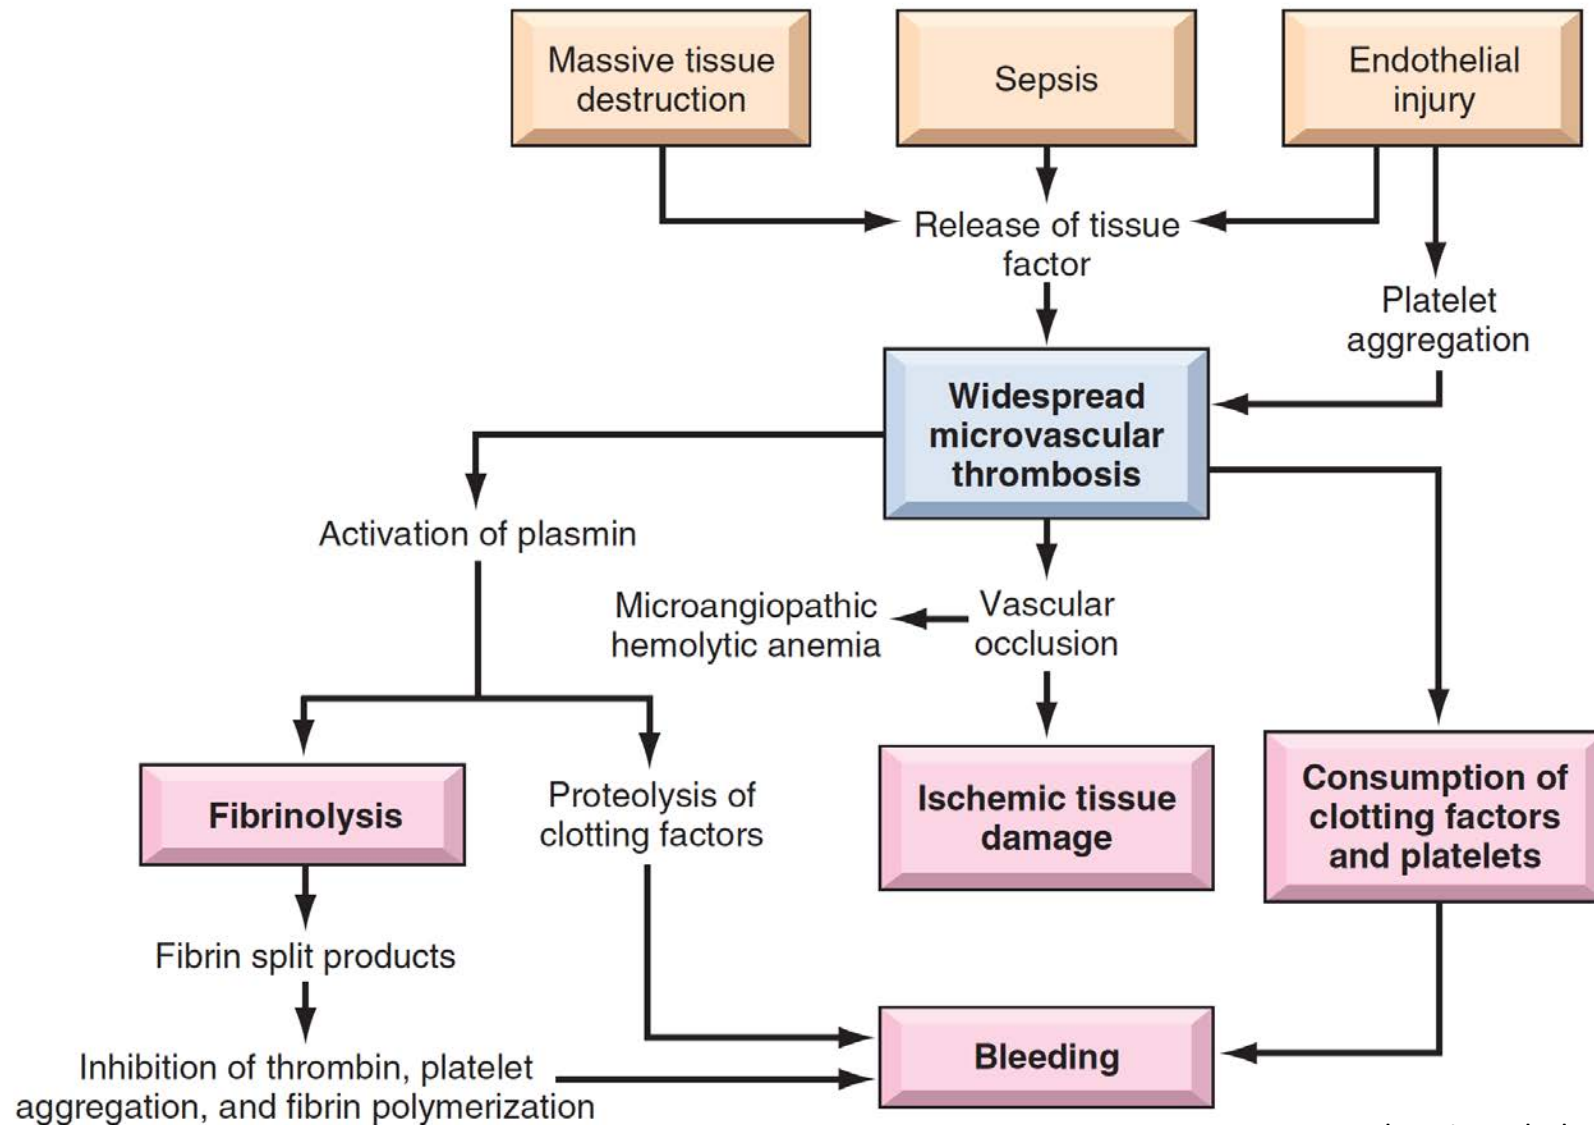 Massive tissue
destruction
Sepsis
Endothelial
injury
Release of tissue
factor
Platelet
aggregation
Widespread
microvascular
thrombosis
Activation of plasmin
Microangiopathic
hemolytic anemia
Vascular
occlusion
Fibrinolysis
Proteolysis of
clotting factors
Ischemic tissue
damage
Consumption of
clotting factors
and platelets
Fibrin split products
Inhibition of thrombin, platelet
aggregation, and fibrin polymerization
Bleeding